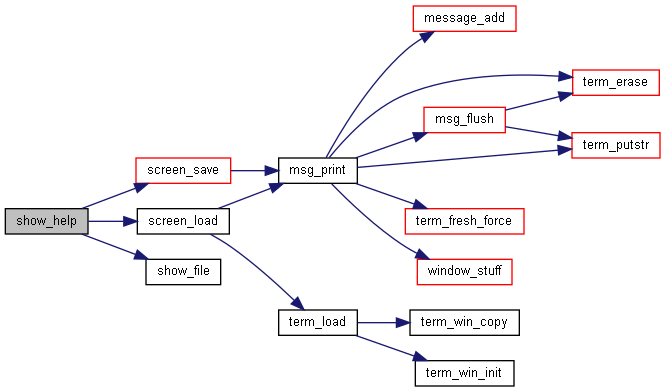 message_add
term_erase
msg_flush
term_putstr
screen_save
msg_print
show_help
screen_load
term_fresh_force
show_file
window_stuff
term_load
term_win_copy
term_win_init